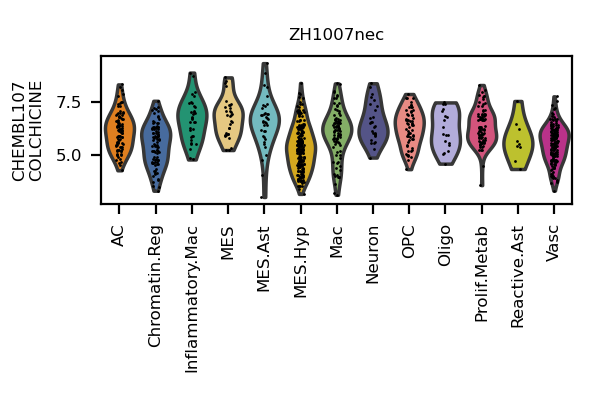 ZH1007nec
CHEMBL107
COLCHICINE
7.5
5.0
AC
Chromatin.Reg
Inflammatory.Mac
MES
MES.Ast
MES.Hyp
Mac
Neuron
OPC
Oligo
Prolif.Metab
Reactive.Ast
Vasc